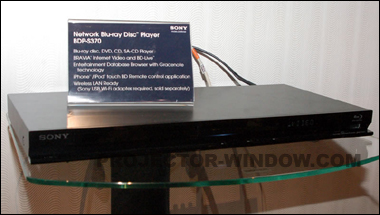 Network Blu-ray Disc™ Player
BDP-S370
SONY
Blu-ray disc, DVD, CD, SA-CD Player
BRAVIA® Internet Video and BD-Live™
Entertainment Database Browser with Gracenote
technology
iPhone™/iPod® touch BD Remote control application
Wireless LAN Ready
(Sony USB Wi-Fi adapter required, sold separately)
SONY
PROJECTOR-WINDOW.COM